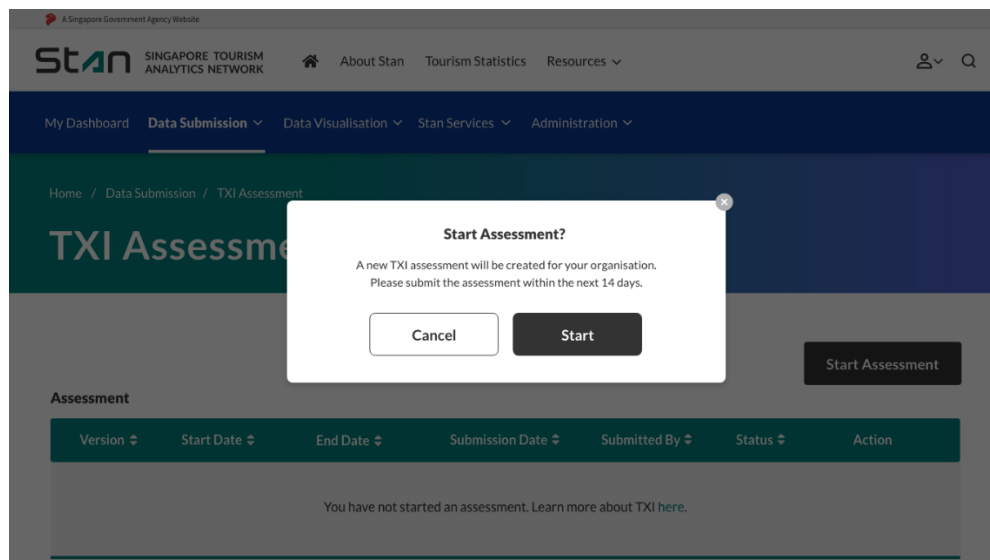 A Singapore Government Agency Website
Stan SINGAPORE TOURISM ANALYTICS NETWORK
About Stan Tourism Statistics Resources
My Dashboard Data Submission Data Visualisation Stan Services Administration
Home / Data Submission / TXI Assessment
TXI Assessme
Start Assessment?
A new TXI assessment will be created for your organisation.
Please submit the assessment within the next 14 days.
Cancel Start
Start Assessment
Assessment
Version Start Date End Date Submission Date Submitted By Status Action
You have not started an assessment. Learn more about TXI here.